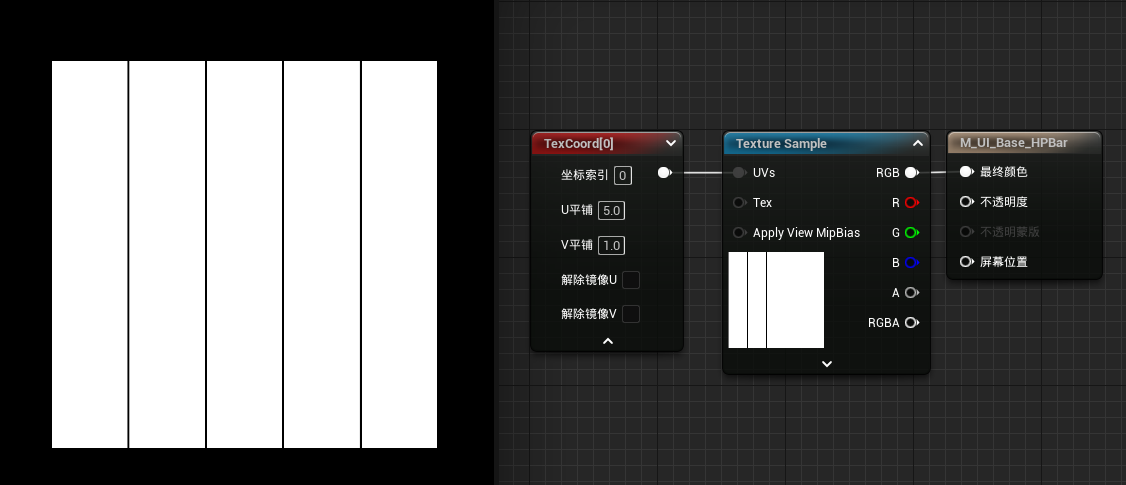 TexCoord[0]
坐标索引 0
U平铺 5.0
V平铺 1.0
解除镜像U
解除镜像V
Texture Sample
UVs
RGB
Tex
R
Apply View MipBias
G
B
A
RGBA
M_UI_Base_HPBar
最终颜色
不透明度
不透明蒙版
屏幕位置